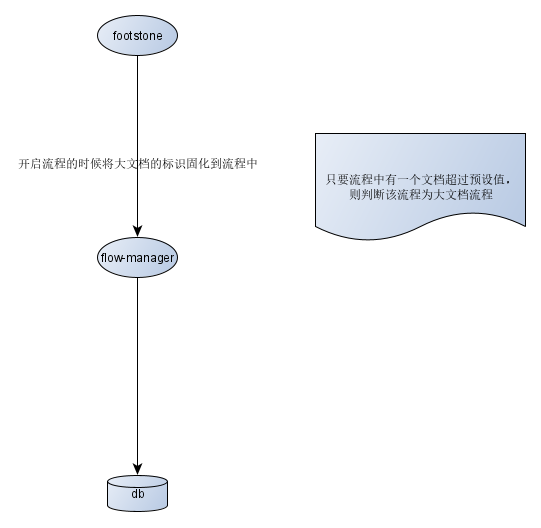 footstone
开启流程的时候将大文档的标识固化到流程中
只要流程中有一个文档超过预设值.
则判断该流程为大文档流程
flow-manager
db